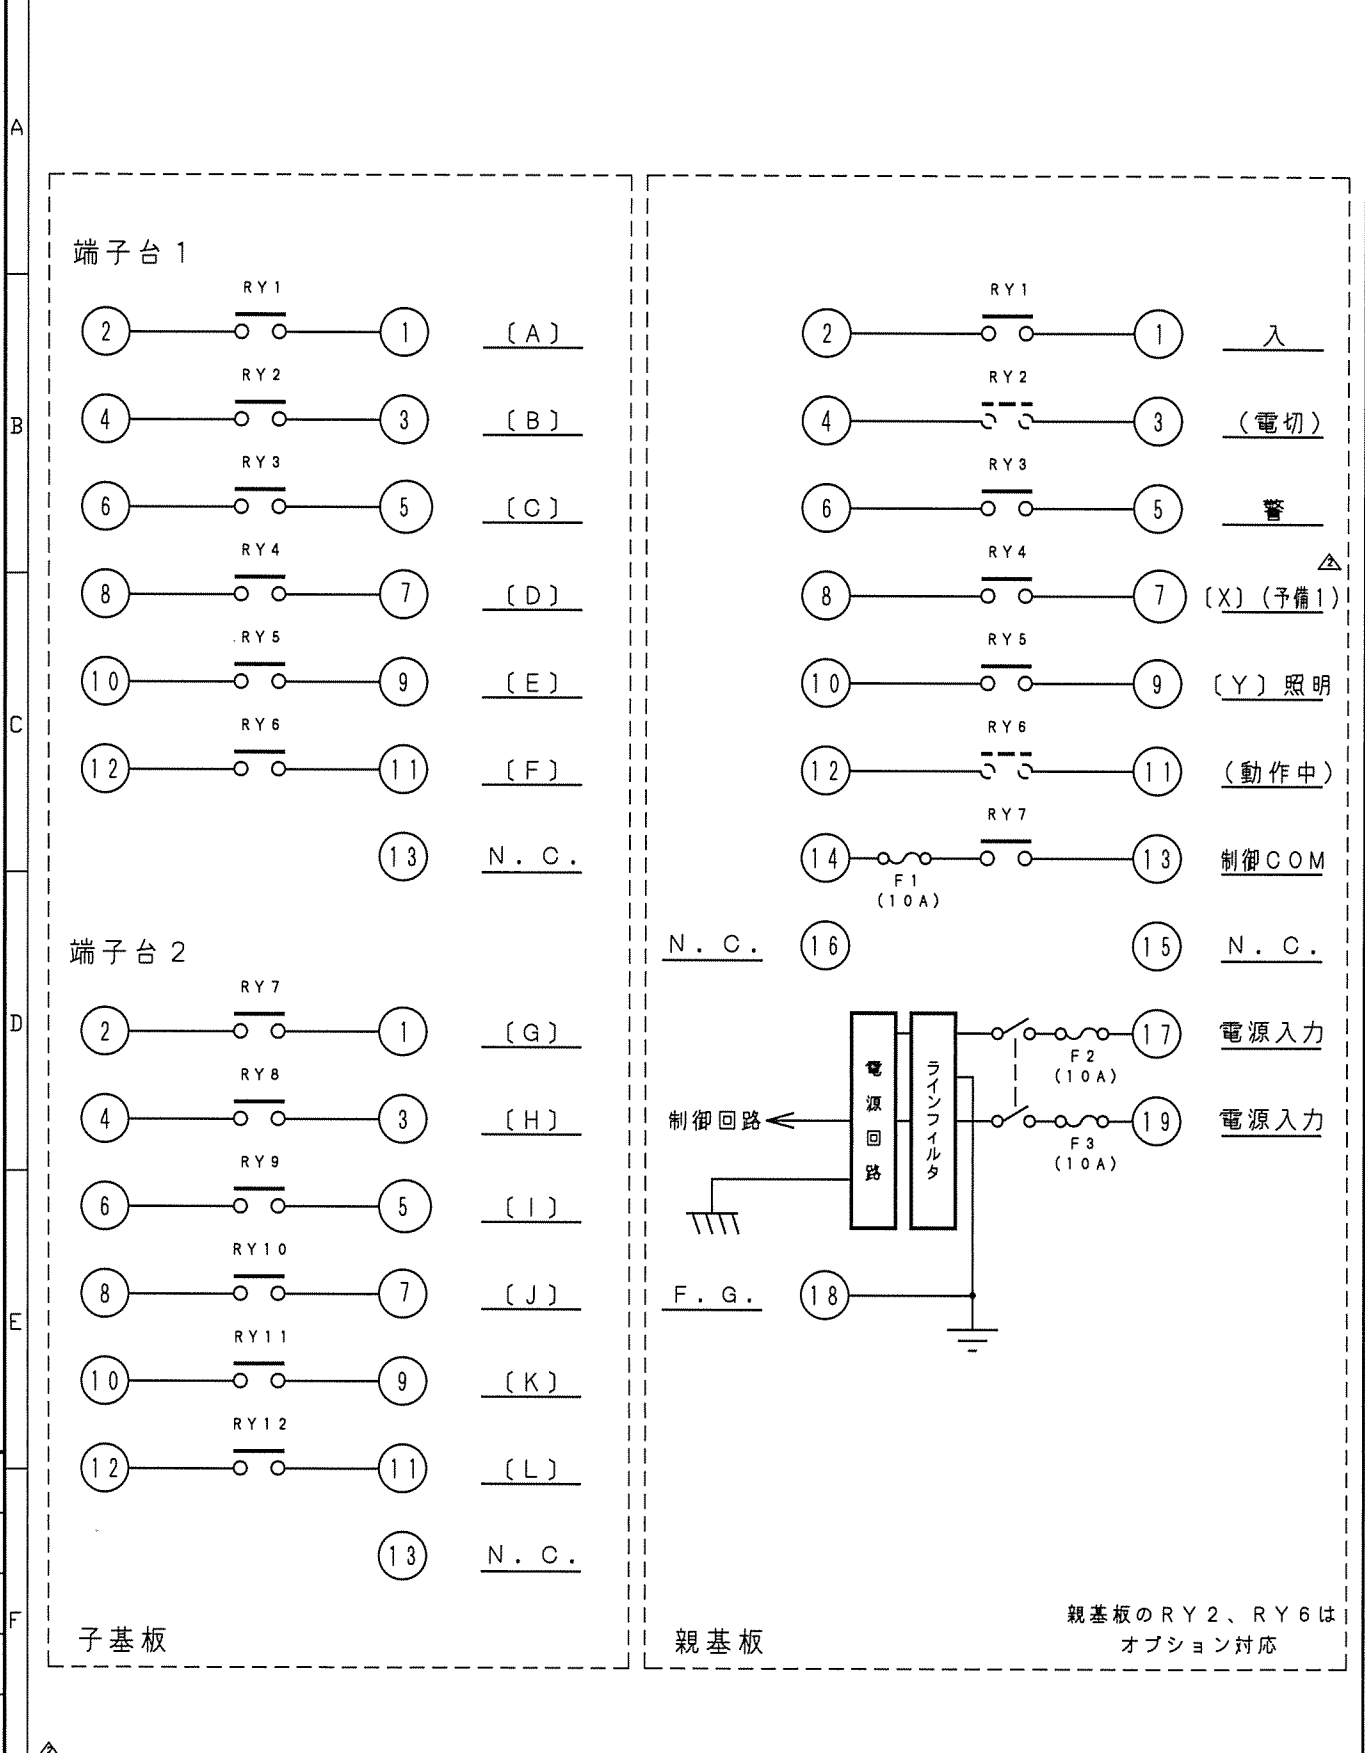 A
B
C
D
E
F
端子台1
RY1
2 1 〔A〕
RY2
4 3 〔B〕
RY3
6 5 〔C〕
RY4
8 7 〔D〕
RY5
10 9 〔E〕
RY6
12 11 〔F〕
13 N.C.
端子台2
RY7
2 1 〔G〕
RY8
4 3 〔H〕
RY9
6 5 〔I〕
RY10
8 7 〔J〕
RY11
10 9 〔K〕
RY12
12 11 〔L〕
13 N.C.
子基板
RY1
2 1 入
RY2
4 3 (電切)
RY3
6 5 警
RY4
2
8 7 〔X〕(予備1)
RY5
10 9 〔Y〕照明
RY6
12 11 (動作中)
RY7
14 13 制御COM
F1
(10A)
N.C. 16 15 N.C.
17 電源入力
F2
(10A)
制御回路
電源回路
ラインフィルタ
19 電源入力
F3
(10A)
F.G. 18
親基板のRY2、RY6は
オプション対応
親基板